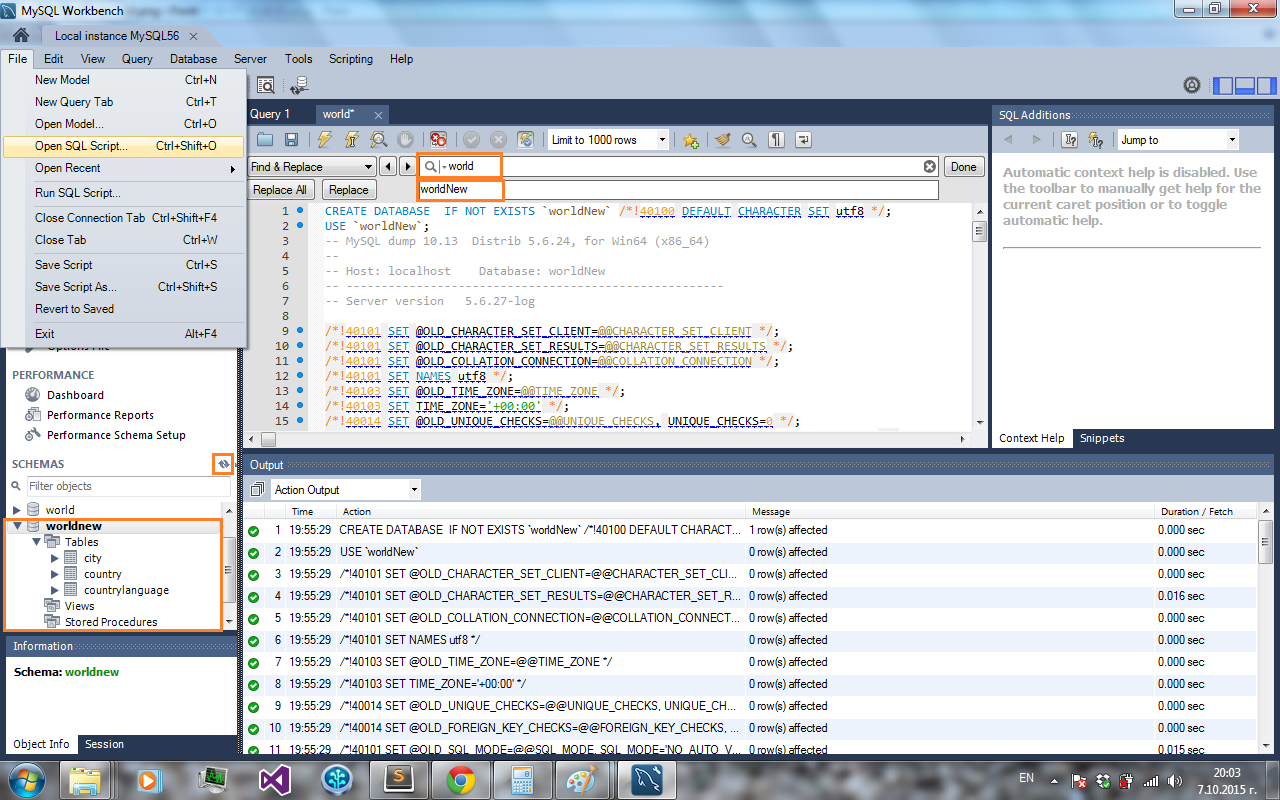 MySQL Workbench
Local instance MySQL56
File Edit View Query Database Server Tools Scripting Help
New Model Ctrl+N
New Query Tab Ctrl+T
Open Model... Ctrl+O
Open SQL Script... Ctrl+Shift+O
Open Recent
Run SQL Script...
Close Connection Tab Ctrl+Shift+F4
Close Tab Ctrl+W
Save Script Ctrl+S
Save Script As... Ctrl+Shift+S
Revert to Saved
Exit Alt+F4
PERFORMANCE
Dashboard
Performance Reports
Performance Schema Setup
SCHEMAS
Filter objects
world
worldnew
Tables
city
country
countrylanguage
Views
Stored Procedures
Information
Schema: worldnew
Object Info Session
Query 1 world*
Limit to 1000 rows
Find & Replace world Done
Replace All Replace worldNew
1 CREATE DATABASE  IF NOT EXISTS `worldNew` /*!40100 DEFAULT CHARACTER SET utf8 */;
2 USE `worldNew`;
3 -- MySQL dump 10.13  Distrib 5.6.24, for Win64 (x86_64)
4 --
5 -- Host: localhost    Database: worldNew
6 -- ------------------------------------------------------
7 -- Server version   5.6.27-log
8
9 /*!40101 SET @OLD_CHARACTER_SET_CLIENT=@@CHARACTER_SET_CLIENT */;
10 /*!40101 SET @OLD_CHARACTER_SET_RESULTS=@@CHARACTER_SET_RESULTS */;
11 /*!40101 SET @OLD_COLLATION_CONNECTION=@@COLLATION_CONNECTION */;
12 /*!40101 SET NAMES utf8 */;
13 /*!40103 SET @OLD_TIME_ZONE=@@TIME_ZONE */;
14 /*!40103 SET TIME_ZONE='+00:00' */;
15 /*!40014 SET @OLD_UNIQUE_CHECKS=@@UNIQUE_CHECKS, UNIQUE_CHECKS=0 */;
SQL Additions
Jump to
Automatic context help is disabled. Use
the toolbar to manually get help for the
current caret position or to toggle
automatic help.
Context Help Snippets
Output
Action Output
Time Action Message Duration / Fetch
1 19:55:29 CREATE DATABASE  IF NOT EXISTS `worldNew` /*!40100 DEFAULT CHARACT... 1 row(s) affected 0.000 sec
2 19:55:29 USE `worldNew` 0 row(s) affected 0.000 sec
3 19:55:29 /*!40101 SET @OLD_CHARACTER_SET_CLIENT=@@CHARACTER_SET_CLI... 0 row(s) affected 0.000 sec
4 19:55:29 /*!40101 SET @OLD_CHARACTER_SET_RESULTS=@@CHARACTER_SET_R... 0 row(s) affected 0.016 sec
5 19:55:29 /*!40101 SET @OLD_COLLATION_CONNECTION=@@COLLATION_CONNECT... 0 row(s) affected 0.000 sec
6 19:55:29 /*!40101 SET NAMES utf8 */ 0 row(s) affected 0.000 sec
7 19:55:29 /*!40103 SET @OLD_TIME_ZONE=@@TIME_ZONE */ 0 row(s) affected 0.000 sec
8 19:55:29 /*!40103 SET TIME_ZONE='+00:00' */ 0 row(s) affected 0.000 sec
9 19:55:29 /*!40014 SET @OLD_UNIQUE_CHECKS=@@UNIQUE_CHECKS, UNIQUE_CH... 0 row(s) affected 0.000 sec
10 19:55:29 /*!40014 SET @OLD_FOREIGN_KEY_CHECKS=@@FOREIGN_KEY_CHECKS, ... 0 row(s) affected 0.000 sec
11 19:55:29 /*!40101 SET @OLD_SQL_MODE=@@SQL_MODE, SQL_MODE='NO_AUTO_V... 0 row(s) affected 0.015 sec
EN 20:03
7.10.2015 г.